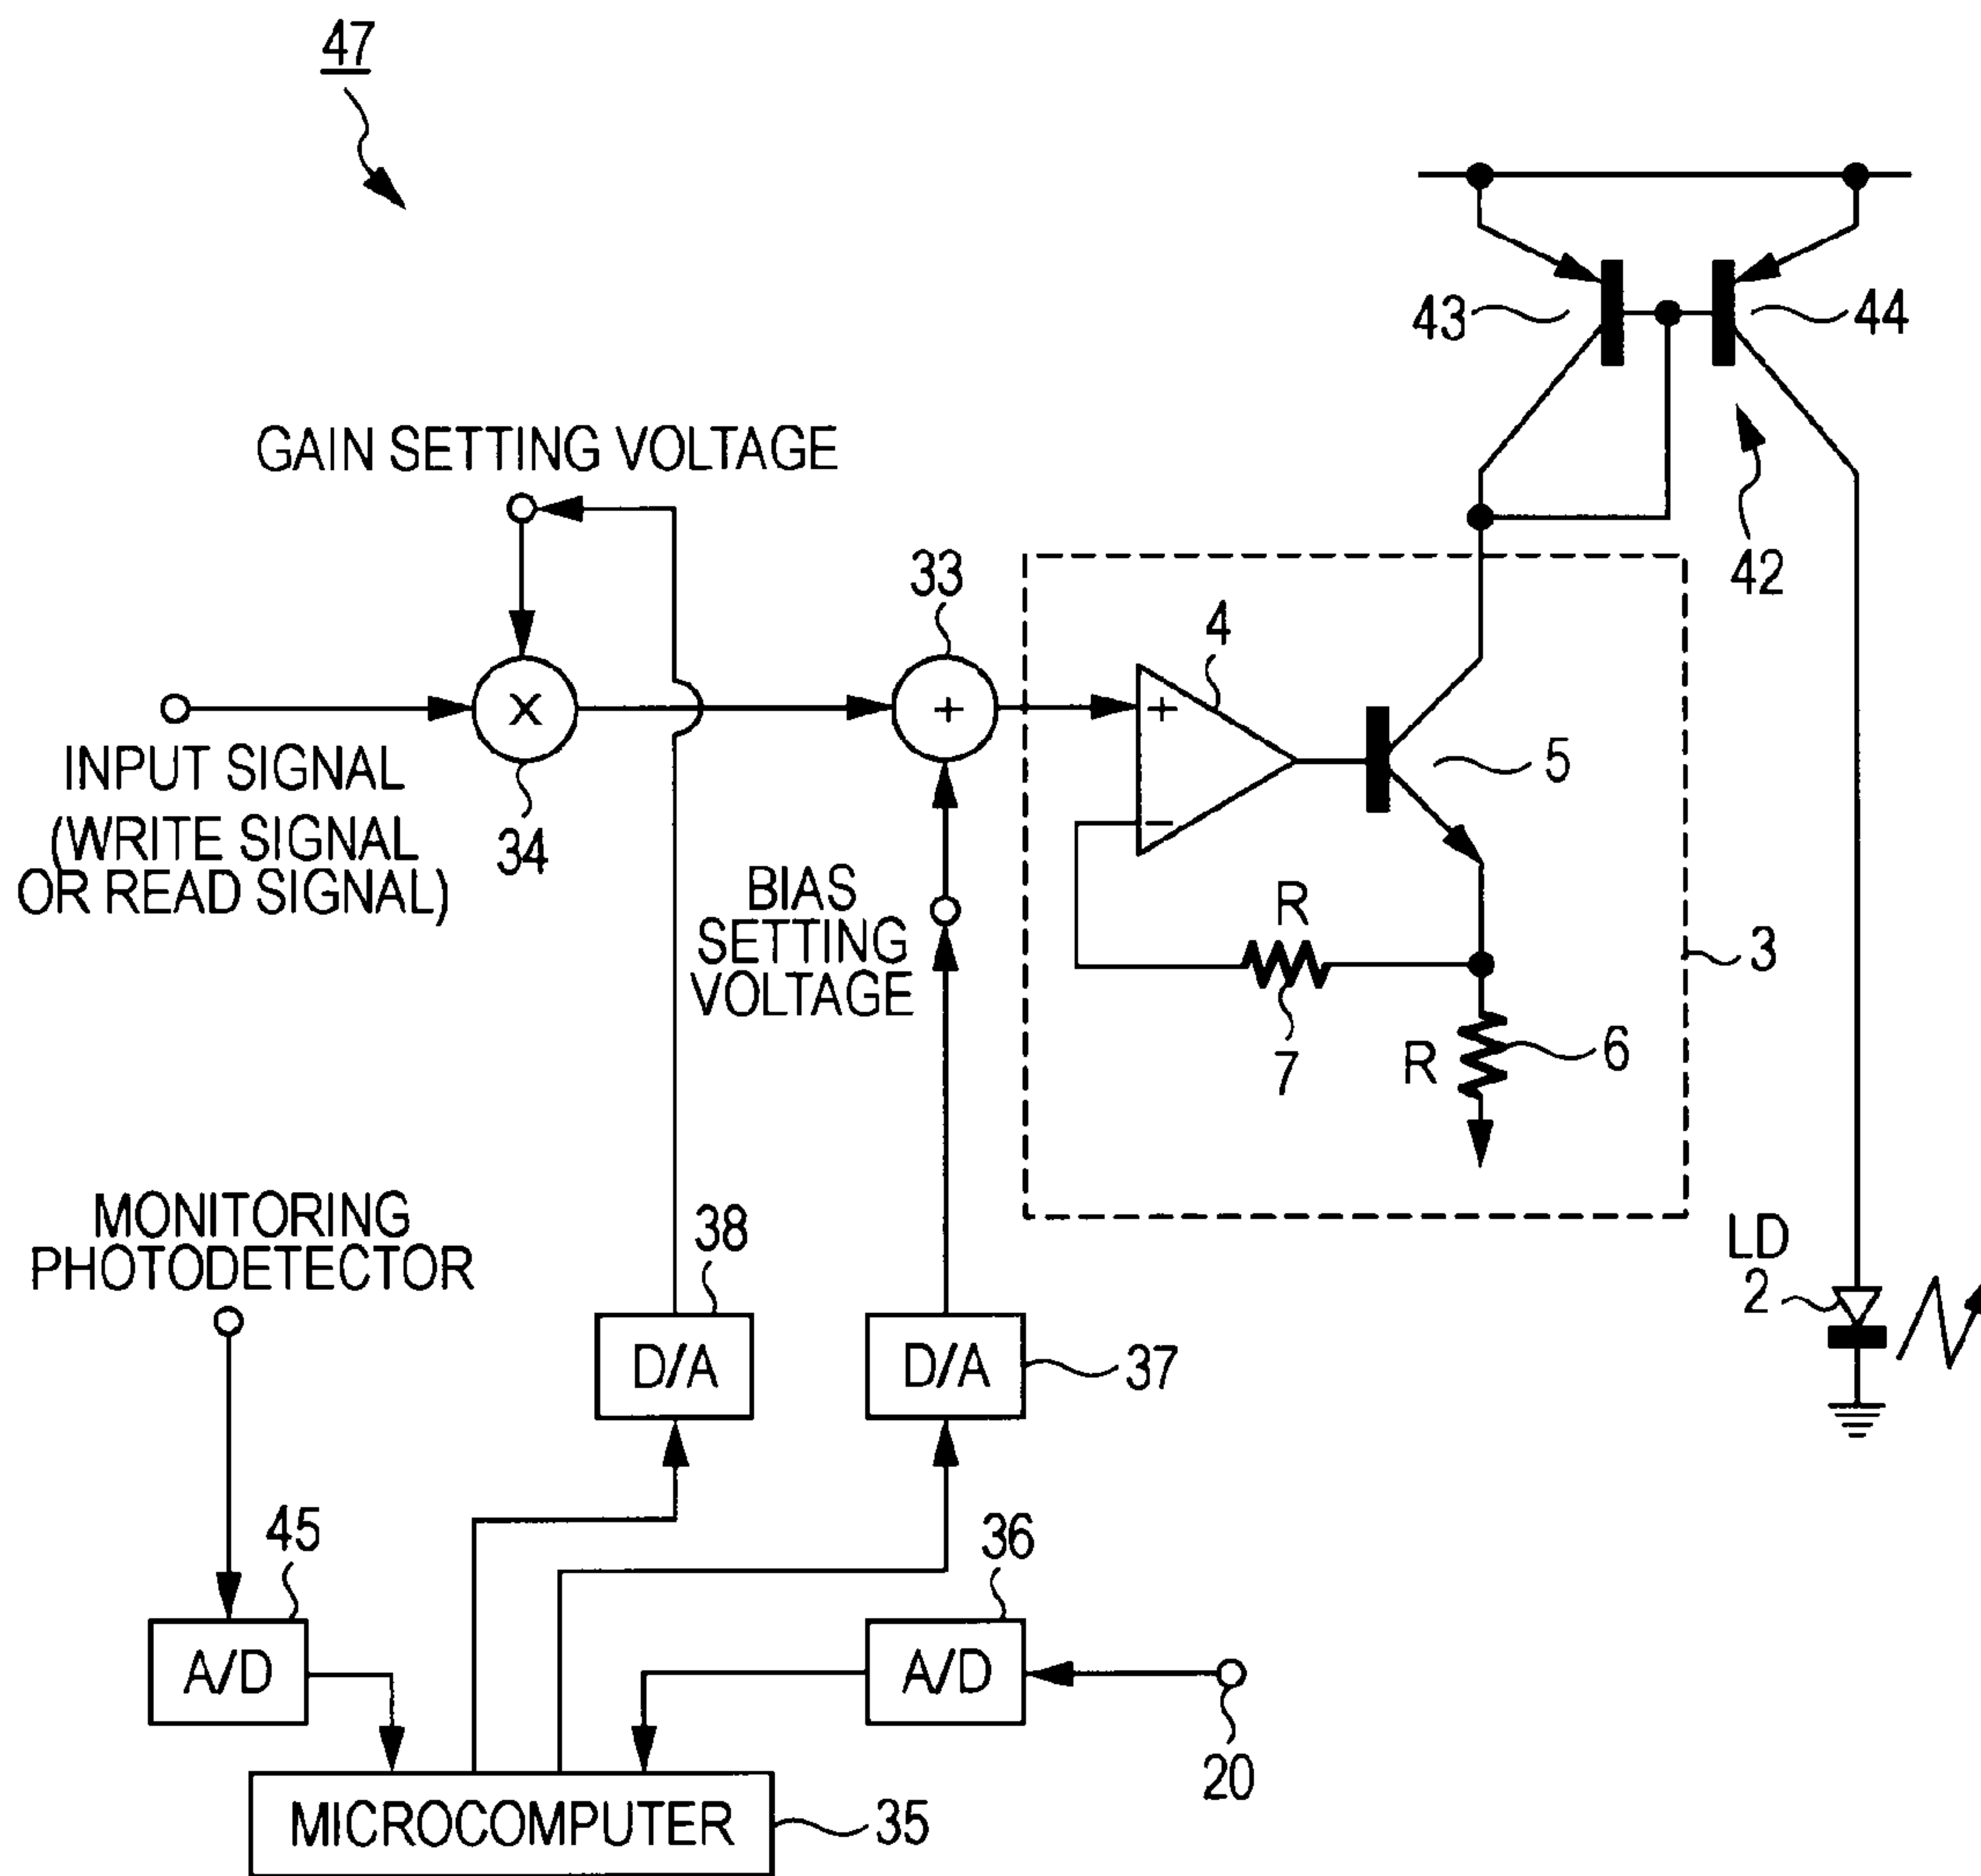 47
43
44
42
GAIN SETTING VOLTAGE
33
4
X
+
+
INPUT SIGNAL
(WRITE SIGNAL
OR READ SIGNAL)
34
5
−
BIAS
SETTING
VOLTAGE
R
7
3
R
6
MONITORING
PHOTODETECTOR
38
LD
2
D/A
D/A
37
45
36
A/D
A/D
20
MICROCOMPUTER
35